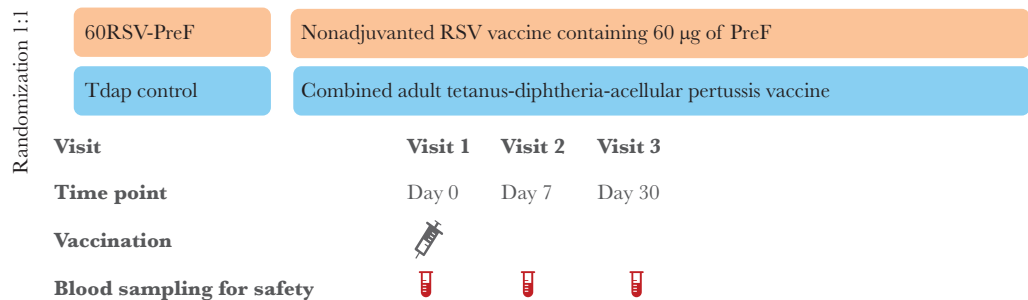 Randomization 1:1
60RSV-PreF Nonadjuvanted RSV vaccine containing 60 μg of PreF
Tdap control Combined adult tetanus-diphtheria-acellular pertussis vaccine
Visit Visit 1 Visit 2 Visit 3
Time point Day 0 Day 7 Day 30
Vaccination
Blood sampling for safety